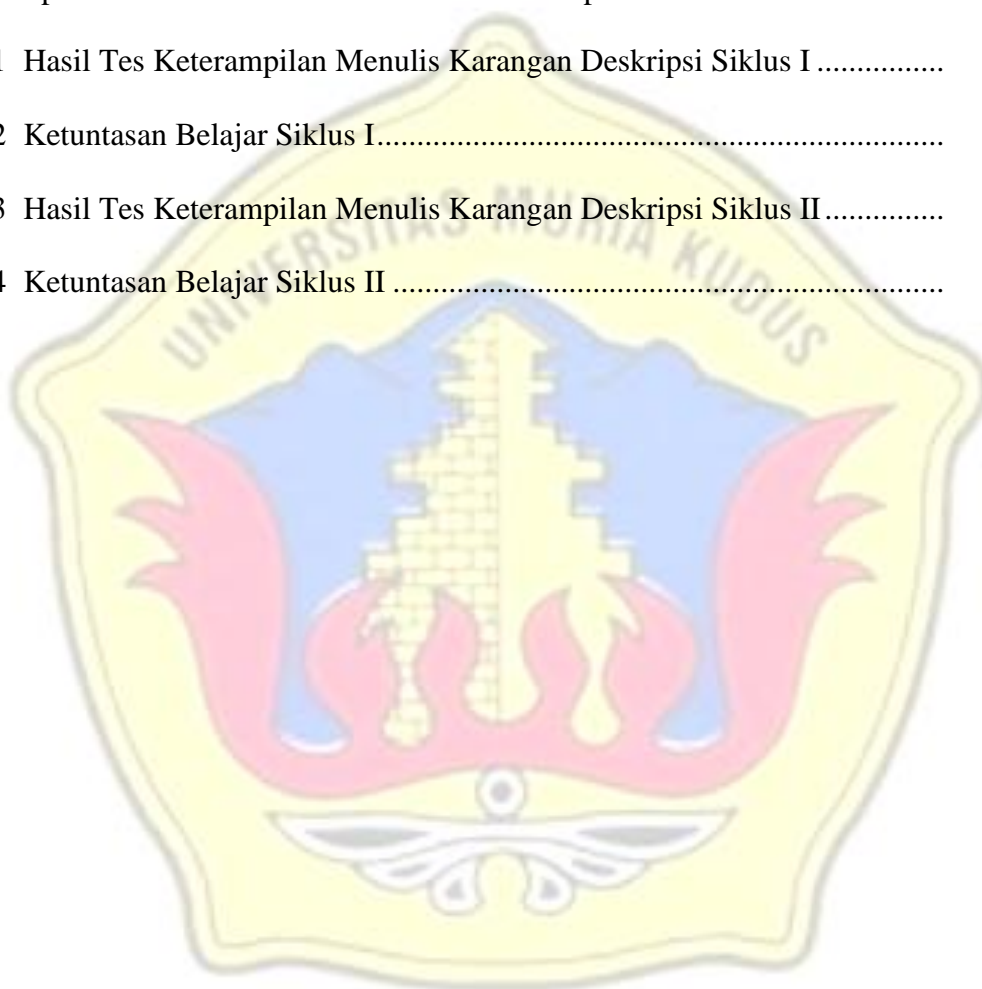 1 Hasil Tes Keterampilan Menulis Karangan Deskripsi Siklus I ................
2 Ketuntasan Belajar Siklus I.......................................................................
3 Hasil Tes Keterampilan Menulis Karangan Deskripsi Siklus II ...............
4 Ketuntasan Belajar Siklus II .....................................................................
UNIVERSITAS MURIA KUDUS